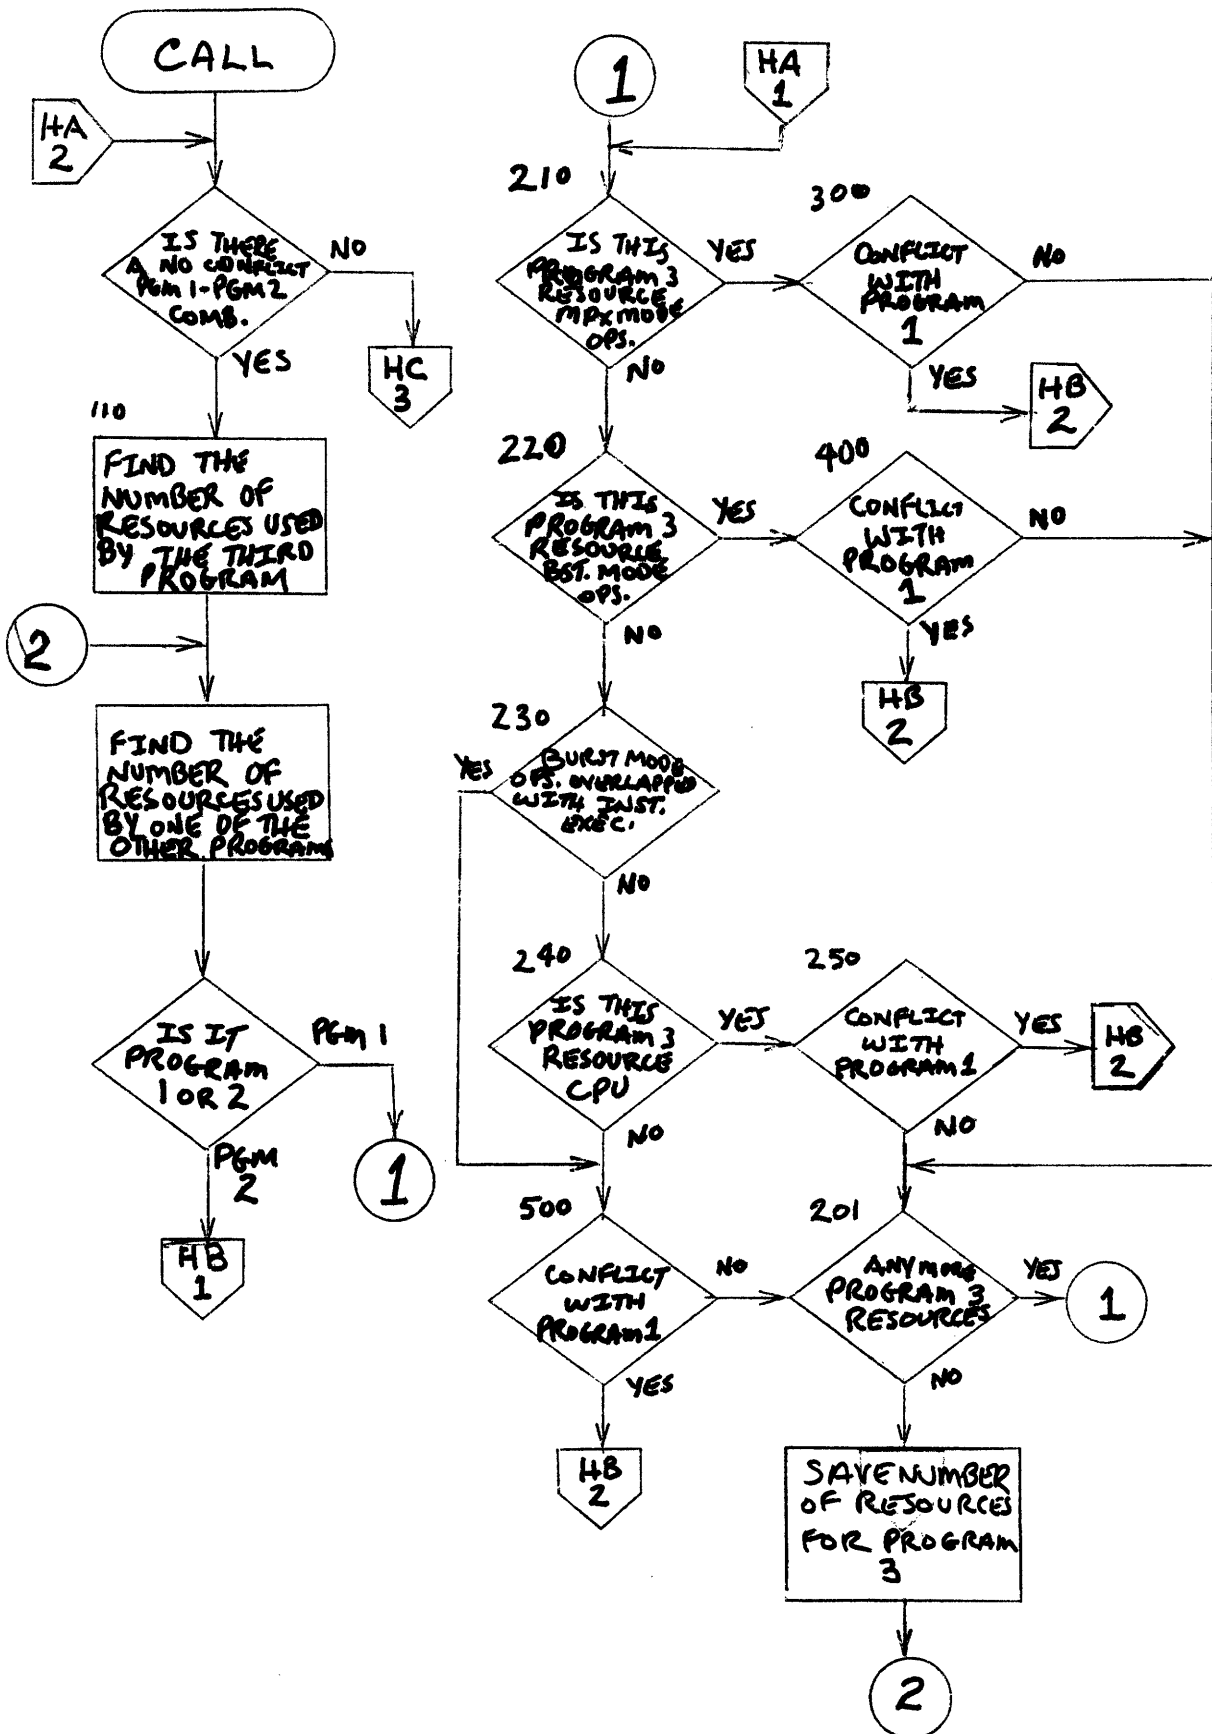 CALL
HA
2
IS THERE
A NO CONFLICT
PGM 1-PGM 2
COMB.
NO
HC
3
YES
110
FIND THE
NUMBER OF
RESOURCES USED
BY THE THIRD
PROGRAM
2
FIND THE
NUMBER OF
RESOURCES USED
BY ONE OF THE
OTHER PROGRAMS
IS IT
PROGRAM
1 OR 2
PGM 1
1
PGM
2
HB
1
1
HA
1
210
IS THIS
PROGRAM 3
RESOURCE
MPX MODE
OPS.
YES
NO
300
CONFLICT
WITH
PROGRAM
1
NO
YES
HB
2
220
IS THIS
PROGRAM 3
RESOURCE
BST. MODE
OPS.
YES
NO
400
CONFLICT
WITH
PROGRAM
1
NO
YES
HB
2
230
YES
BURST MODE
OPS. OVERLAPPED
WITH INST.
EXEC.
NO
240
IS THIS
PROGRAM 3
RESOURCE
CPU
YES
NO
250
CONFLICT
WITH
PROGRAM 1
YES
HB
2
NO
500
CONFLICT
WITH
PROGRAM 1
NO
YES
HB
2
201
ANY MORE
PROGRAM 3
RESOURCES
YES
1
NO
SAVE NUMBER
OF RESOURCES
FOR PROGRAM
3
2